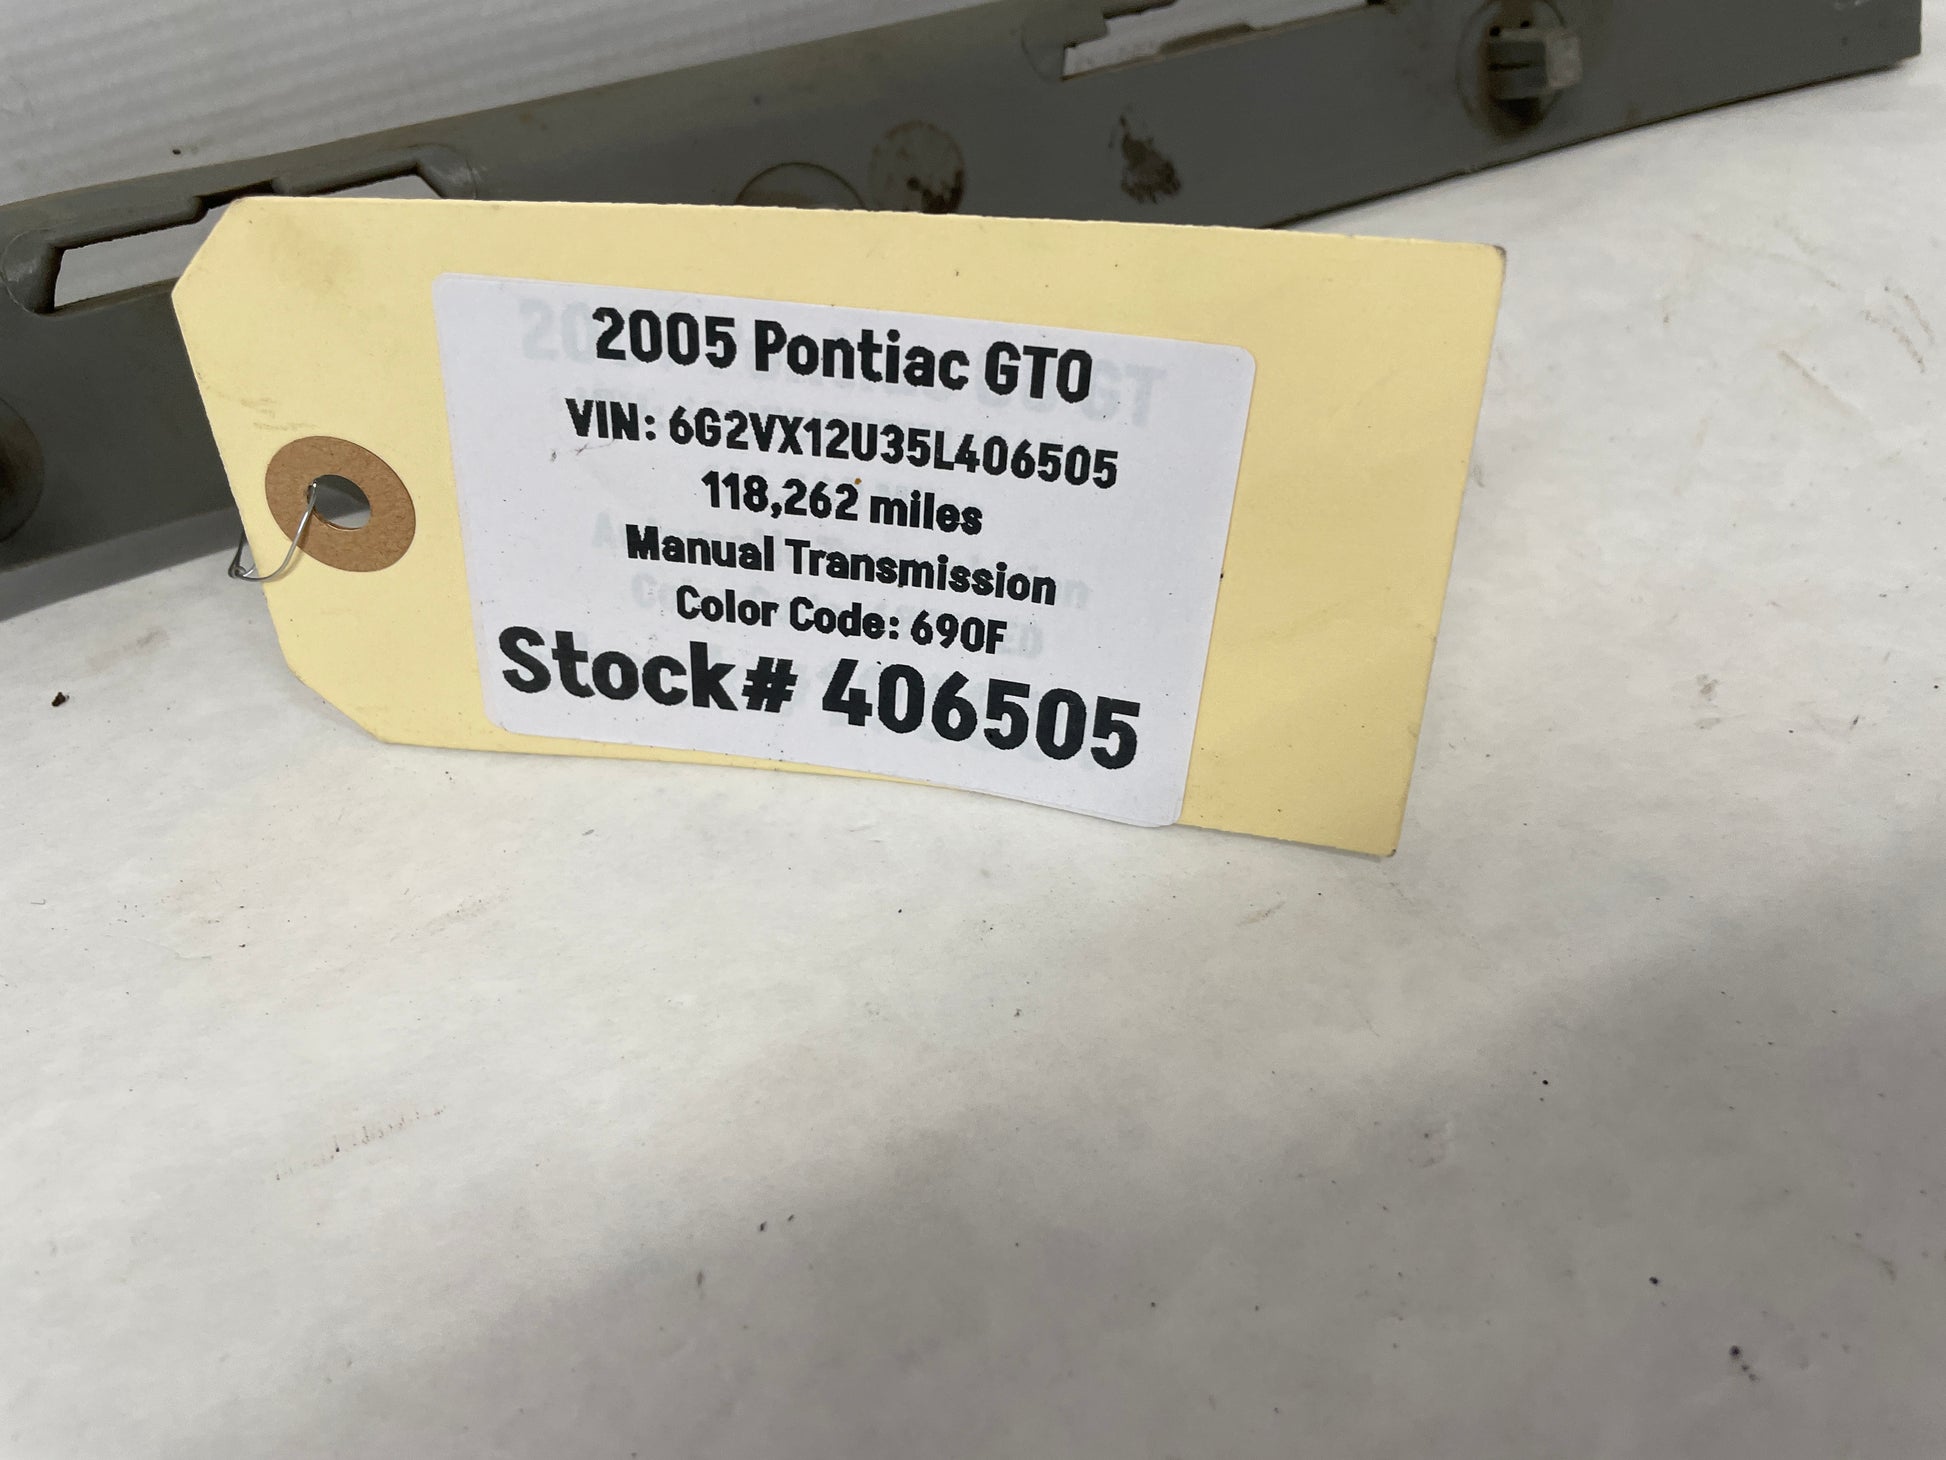 2005 Pontiac GTO
VIN: 6G2VX12U35L406505
118,262 miles
Manual Transmission
Color Code: 690F
Stock# 406505